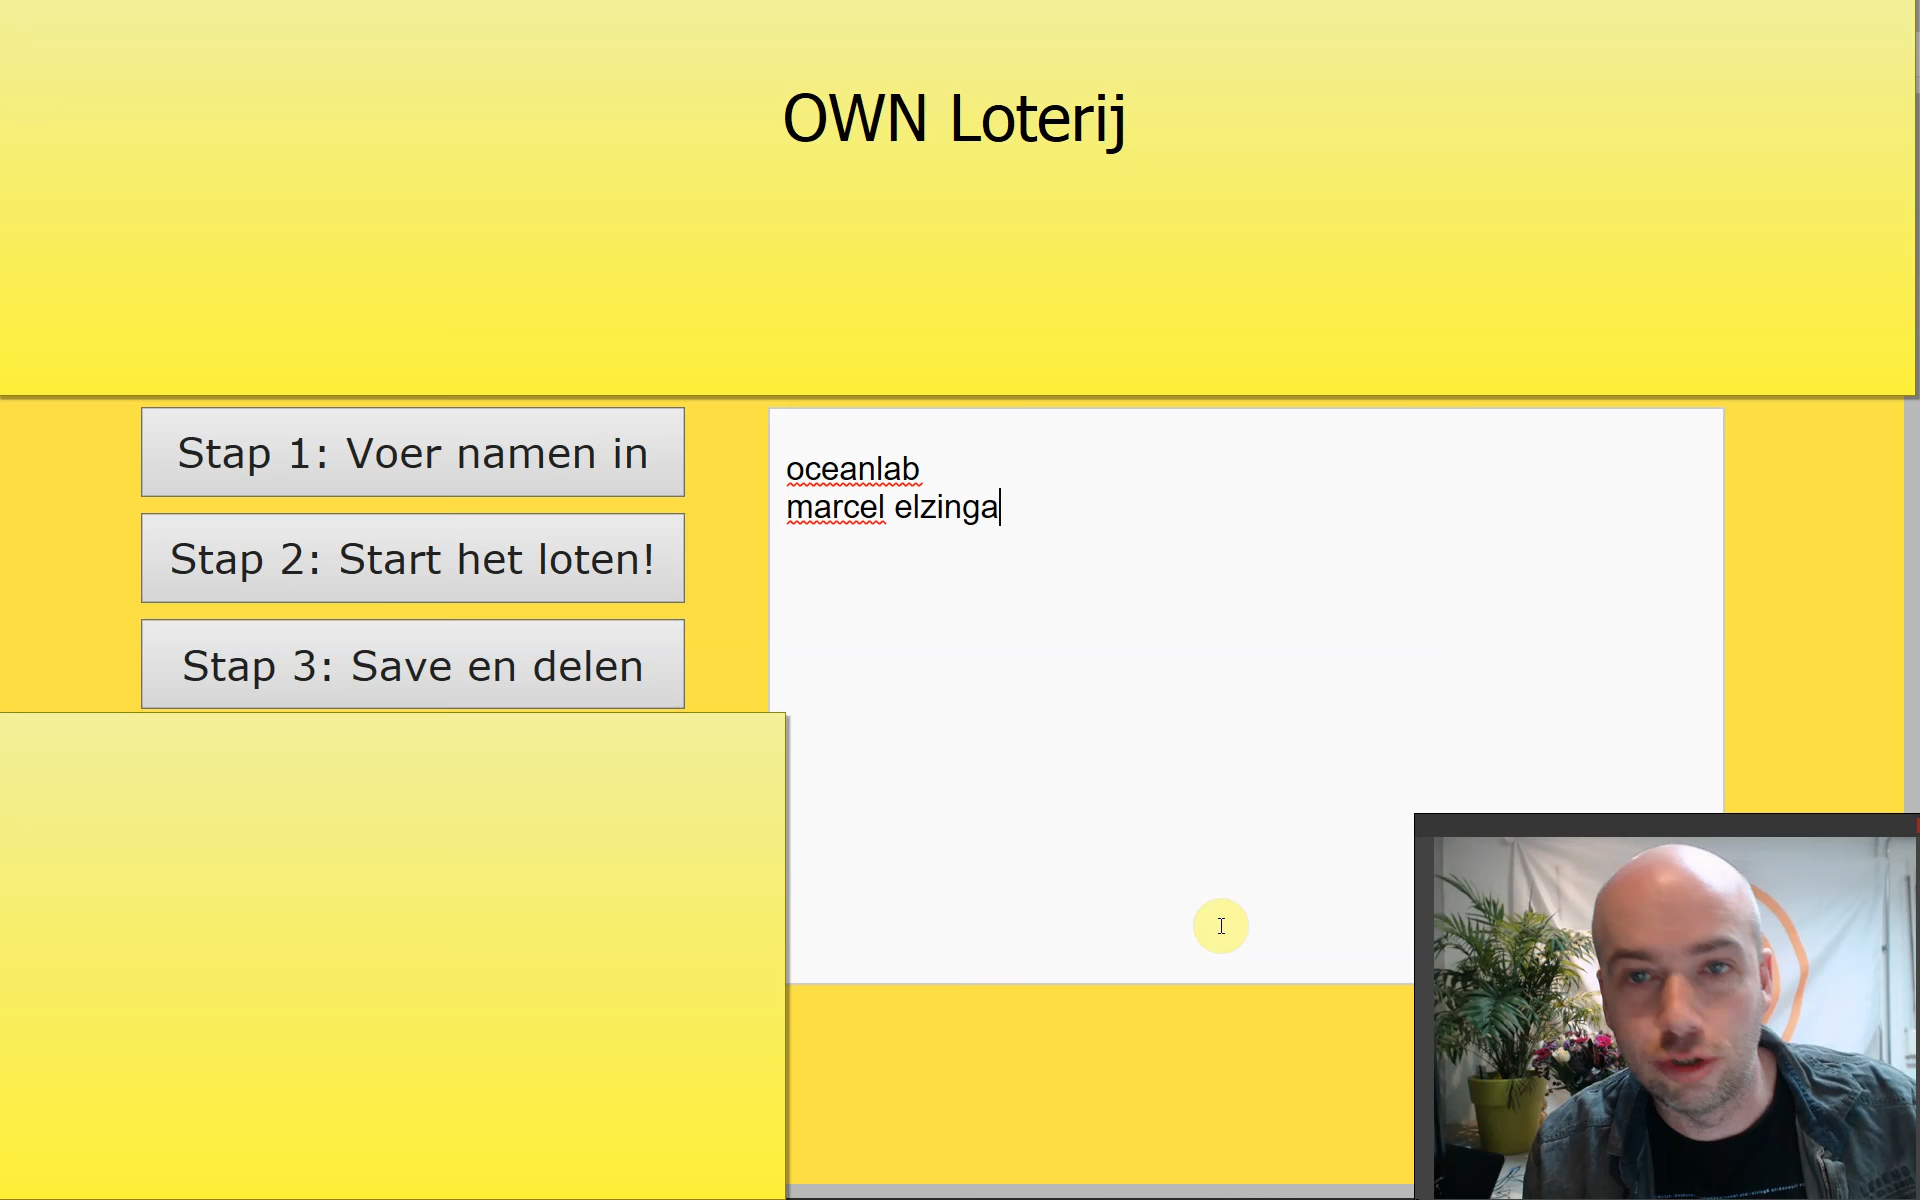 OWN Loterij
Stap 1: Voer namen in
Stap 2: Start het loten!
Stap 3: Save en delen
oceanlab
marcel elzinga